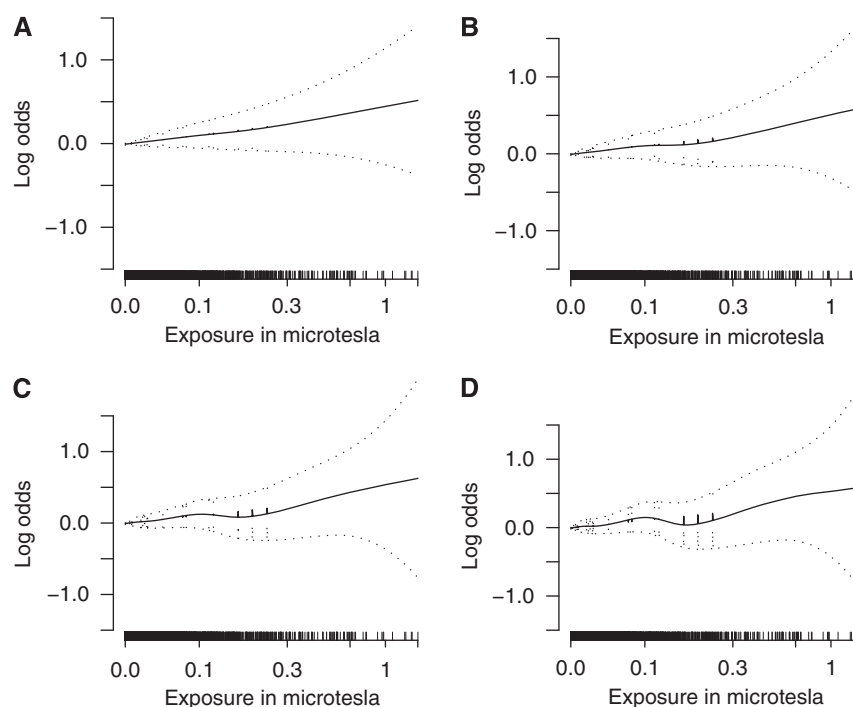 A
1.0
0.0
−1.0
Log odds
0.0 0.1 0.3 1
Exposure in microtesla
B
1.0
0.0
−1.0
Log odds
0.0 0.1 0.3 1
Exposure in microtesla
C
1.0
0.0
−1.0
Log odds
0.0 0.1 0.3 1
Exposure in microtesla
D
1.0
0.0
−1.0
Log odds
0.0 0.1 0.3 1
Exposure in microtesla